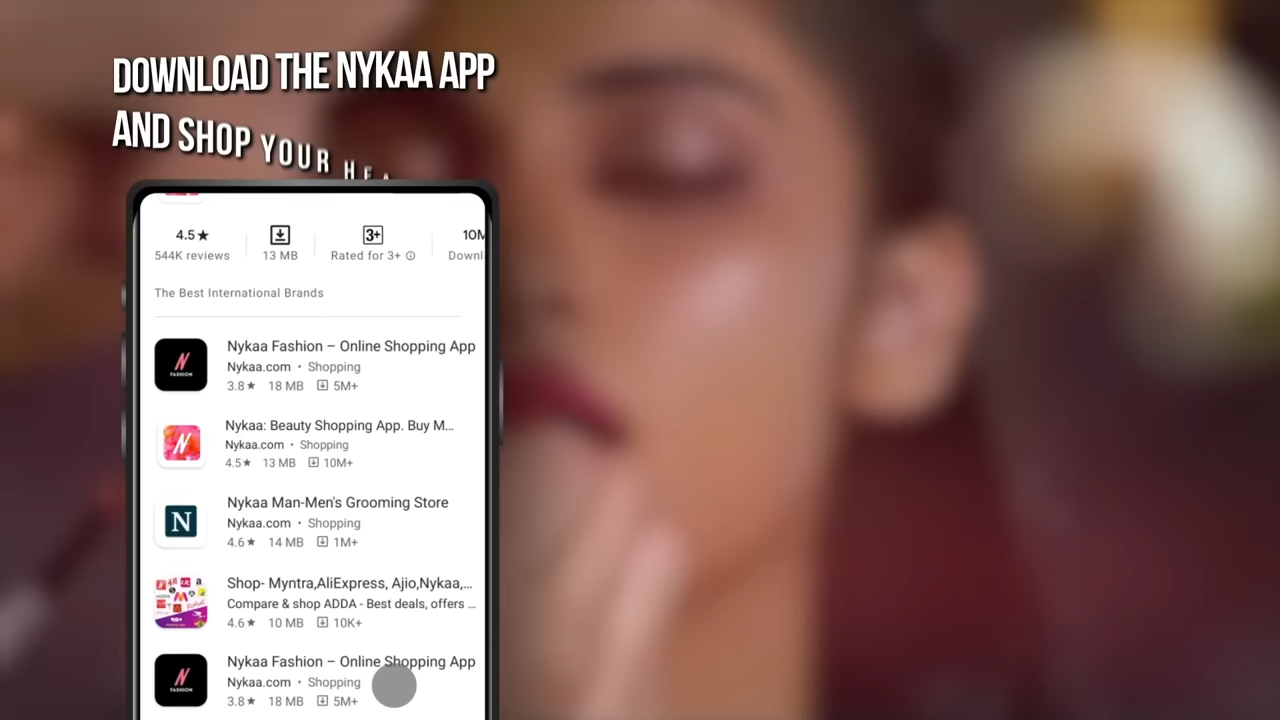 DOWNLOAD THE NYKAA APP
AND SHOP YOUR
4.5★ 3+
544K reviews 13 MB Rated for 3+
The Best International Brands
Nykaa Fashion – Online Shopping App
Nykaa.com • Shopping
3.8★ 18 MB 5M+
FASHION
Nykaa: Beauty Shopping App. Buy M...
Nykaa.com • Shopping
4.5★ 13 MB 10M+
Nykaa Man-Men's Grooming Store
N
Nykaa.com • Shopping
4.6★ 14 MB 1M+
Shop- Myntra,AliExpress, Ajio,Nykaa,...
Compare & shop ADDA - Best deals, offers ...
4.6★ 10 MB 10K+
Nykaa Fashion – Online Shopping App
Nykaa.com • Shopping
3.8★ 18 MB 5M+
FASHION